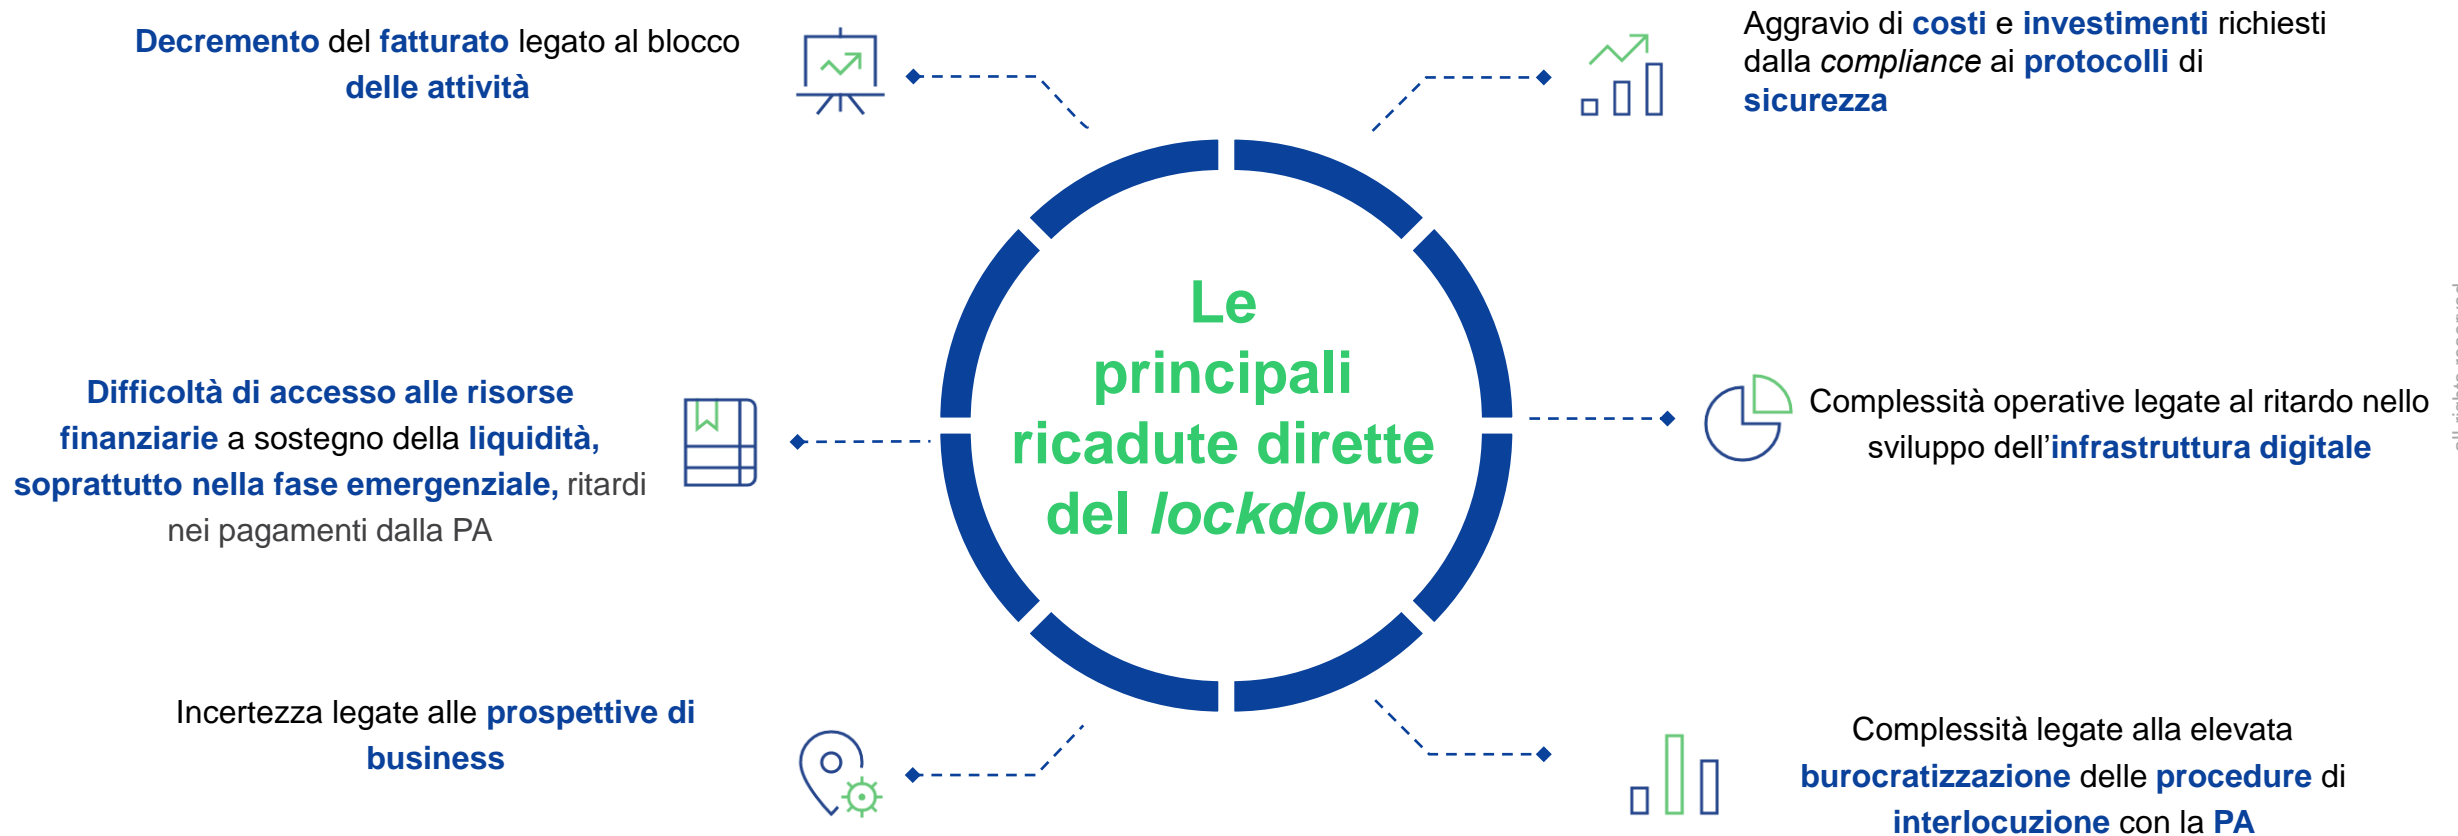 Decremento del fatturato legato al blocco
delle attività
Aggravio di costi e investimenti richiesti
dalla compliance ai protocolli di
sicurezza
Le
principali
ricadute dirette
del lockdown
Difficoltà di accesso alle risorse
finanziarie a sostegno della liquidità,
soprattutto nella fase emergenziale, ritardi
nei pagamenti dalla PA
Complessità operative legate al ritardo nello
sviluppo dell’infrastruttura digitale
Incertezza legate alle prospettive di
business
Complessità legate alla elevata
burocratizzazione delle procedure di
interlocuzione con la PA
all rights reserved